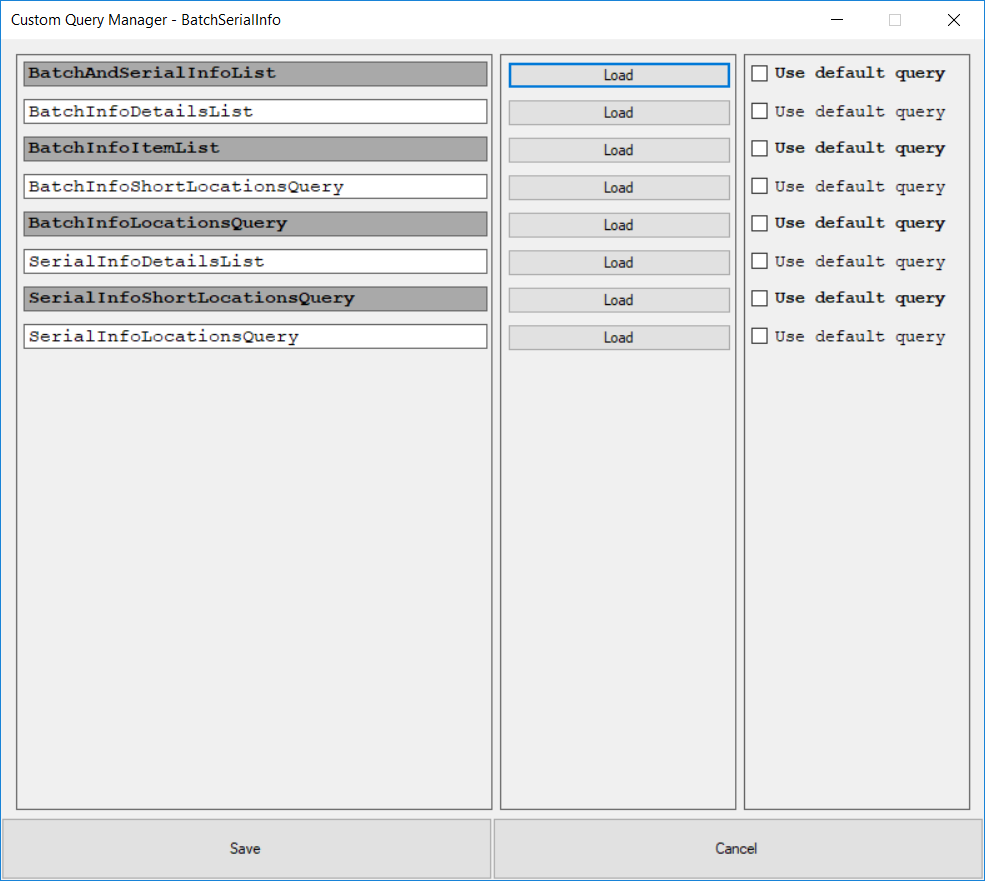 Custom Query Manager - BatchSerialInfo
BatchAndSerialInfoList Load Use default query
BatchInfoDetailsList Load Use default query
BatchInfoItemList Load Use default query
BatchInfoShortLocationsQuery Load Use default query
BatchInfoLocationsQuery Load Use default query
SerialInfoDetailsList Load Use default query
SerialInfoShortLocationsQuery Load Use default query
SerialInfoLocationsQuery Load Use default query
Save Cancel